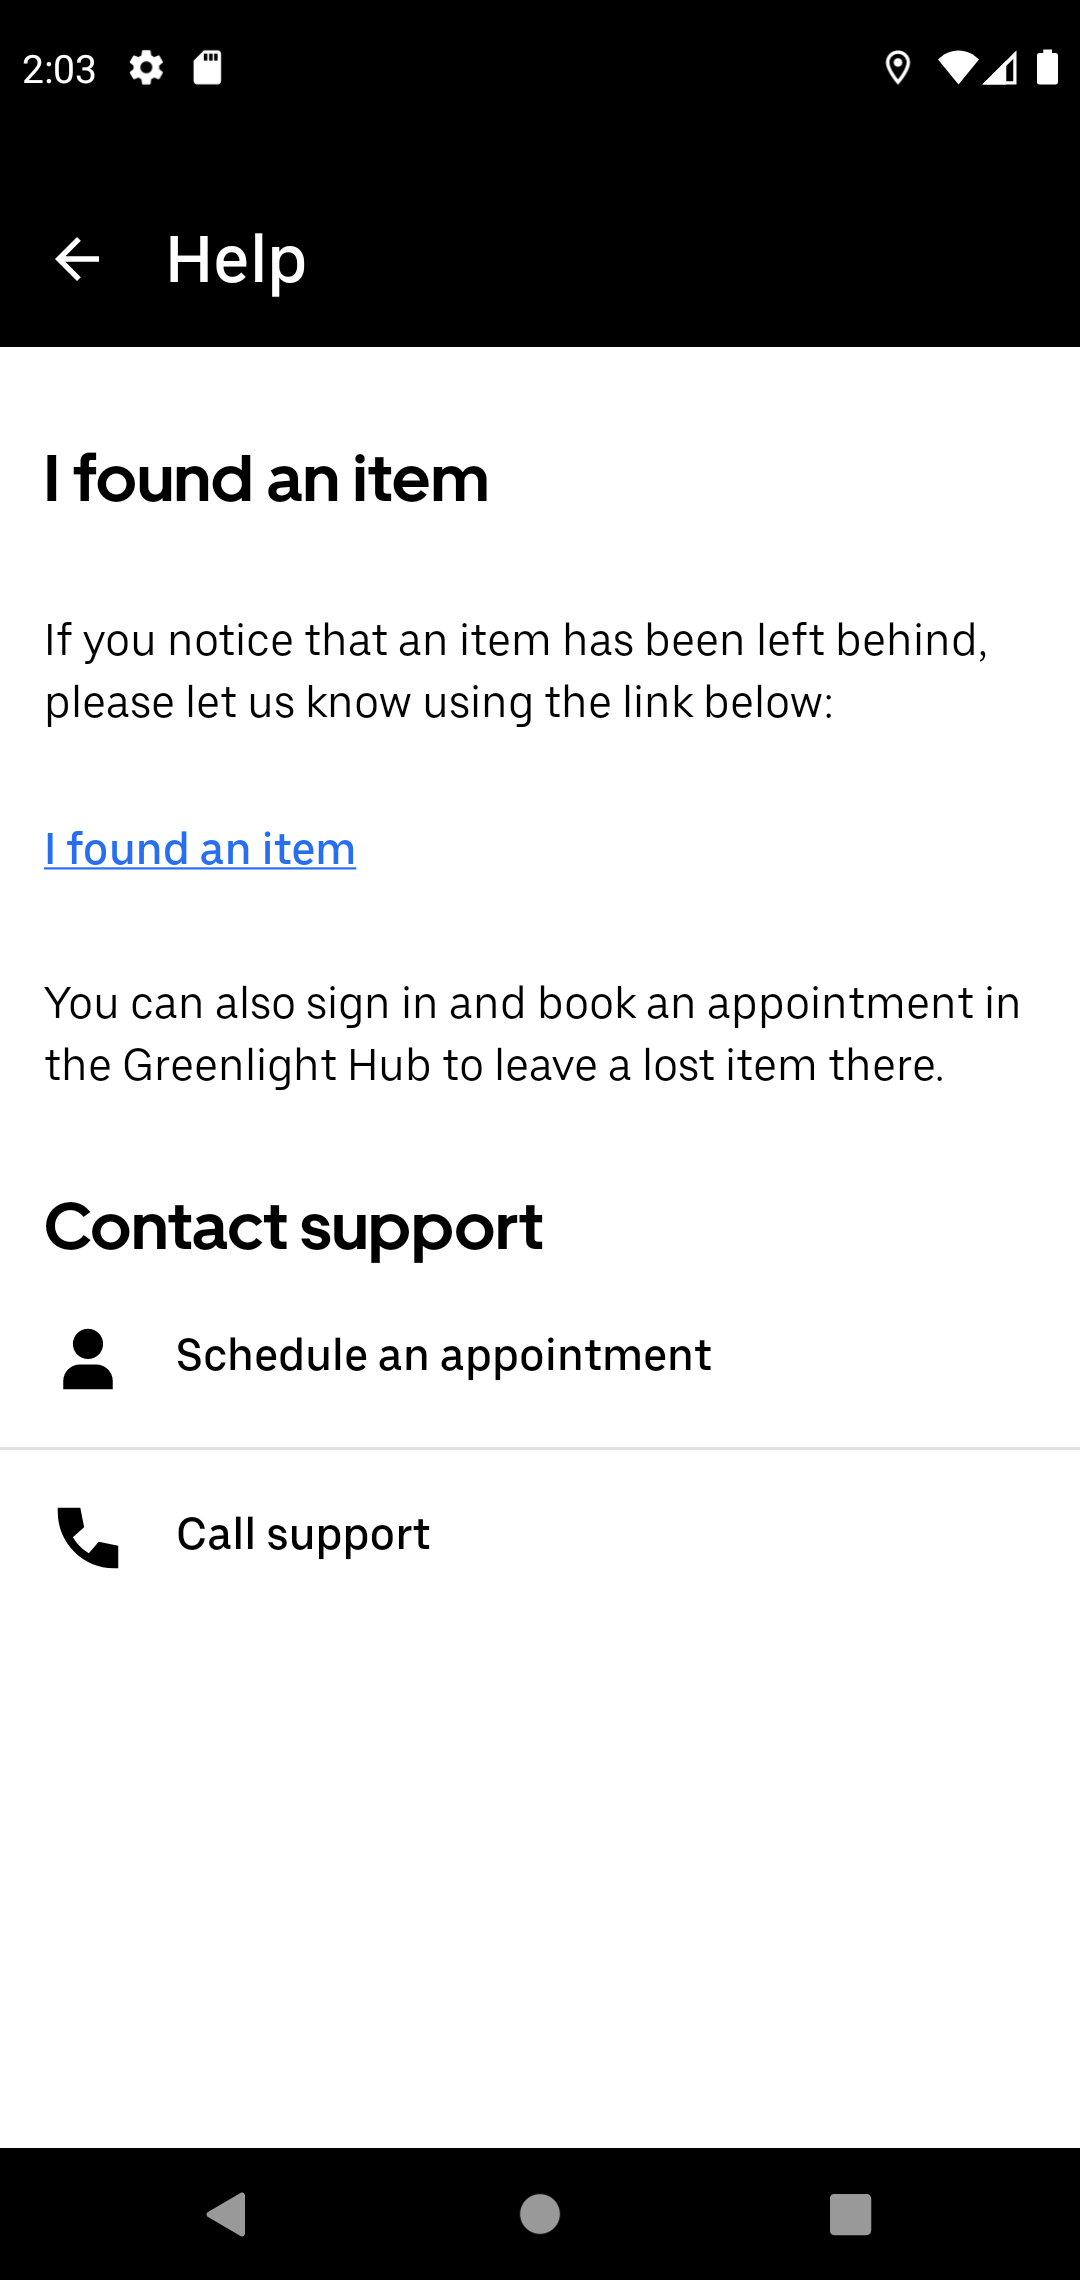 2:03
Help
I found an item
If you notice that an item has been left behind,
please let us know using the link below:
I found an item
You can also sign in and book an appointment in
the Greenlight Hub to leave a lost item there.
Contact support
Schedule an appointment
Call support